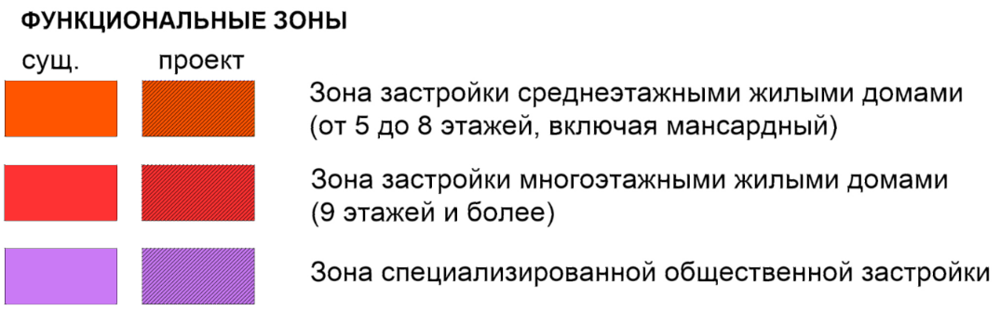 ФУНКЦИОНАЛЬНЫЕ ЗОНЫ
сущ. проект
Зона застройки среднеэтажными жилыми домами
(от 5 до 8 этажей, включая мансардный)
Зона застройки многоэтажными жилыми домами
(9 этажей и более)
Зона специализированной общественной застройки